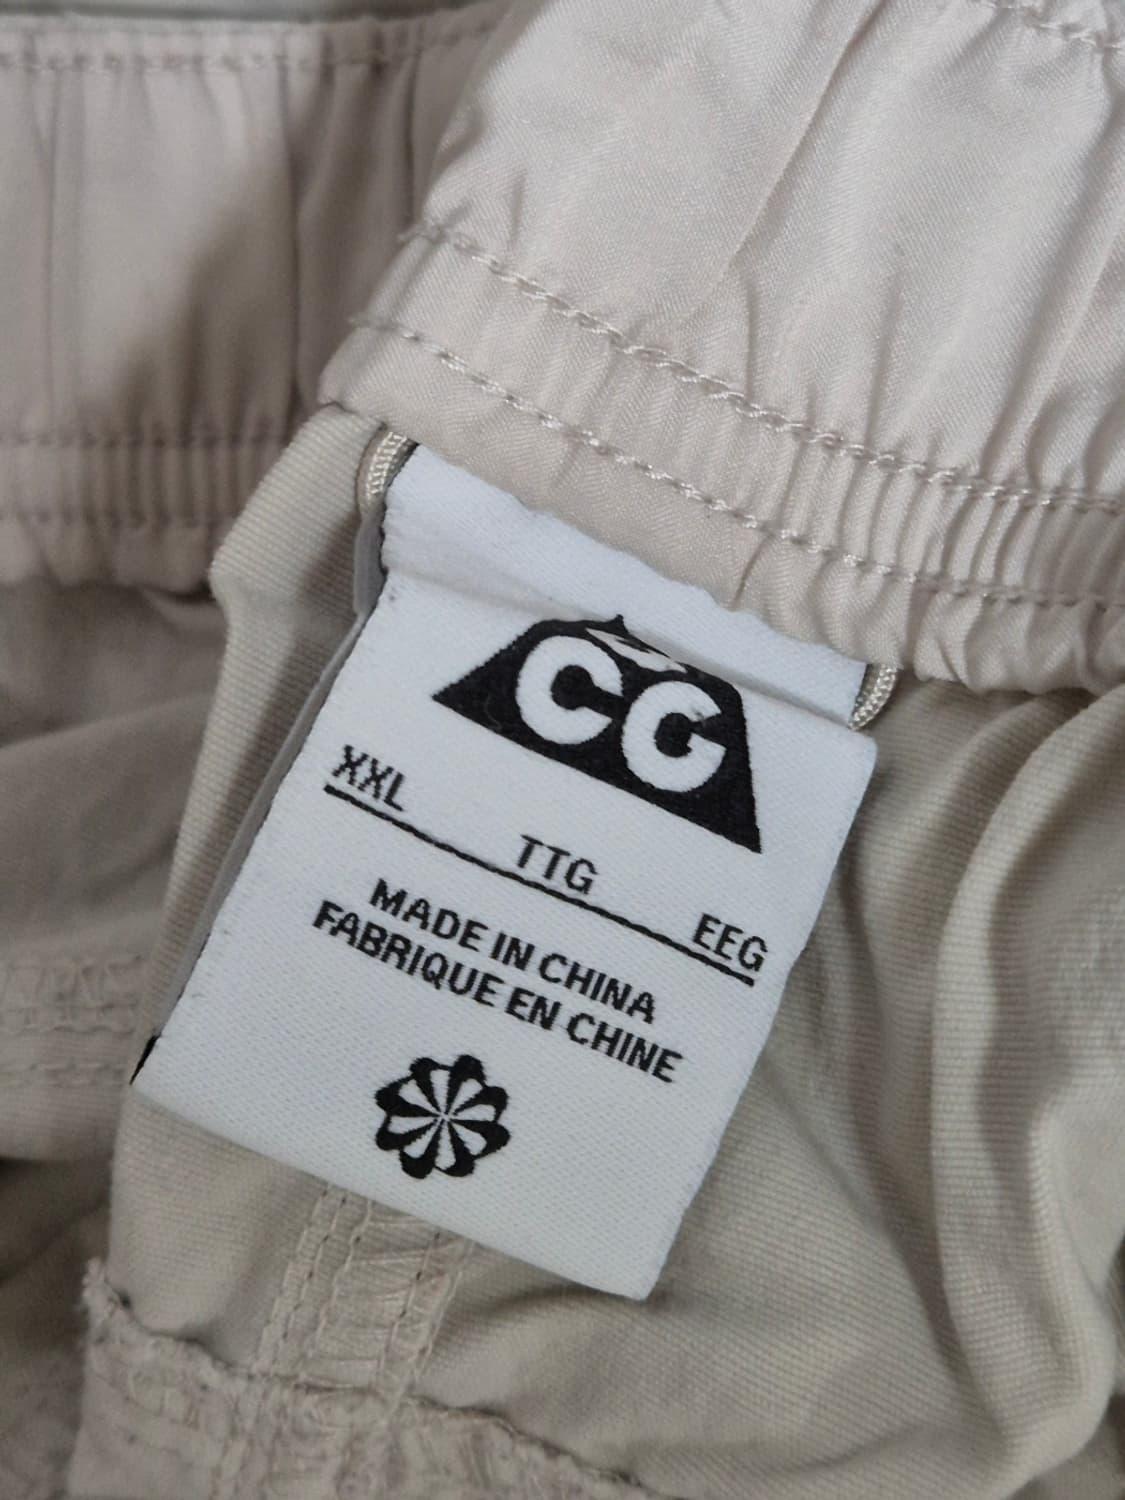 CG
XXL TTG EEG
MADE IN CHINA
FABRIQUE EN CHINE